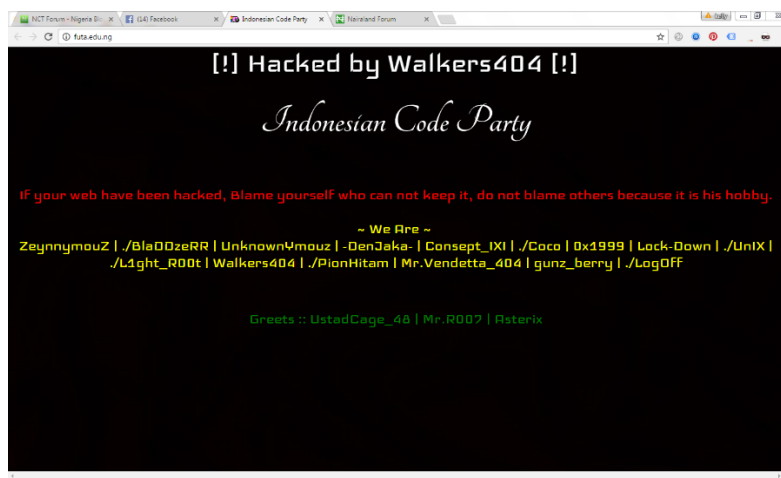 NCT Forum - Nigeria Bi
(14) Facebook
Indonesian Code Party
Nairaland Forum
futa.edu.ng
[!] Hacked by Walkers404 [!]
Indonesian Code Party
IF your web have been hacked, Blame yourself who can not keep it, do not blame others because it is his hobby.
~ We Are ~
ZeynnymouZ | ./BlaDDzeRR | UnknownYmouz | -DenJaka- | Consept_IXI | ./Coco | 0x1999 | Lock-Down | ./UnIX |
./L1ght_R00t | Walkers404 | ./PionHitam | Mr.Vendetta_404 | gunz_berry | ./LogOff
Greets :: UstadCage_48 | Mr.R007 | Asterix